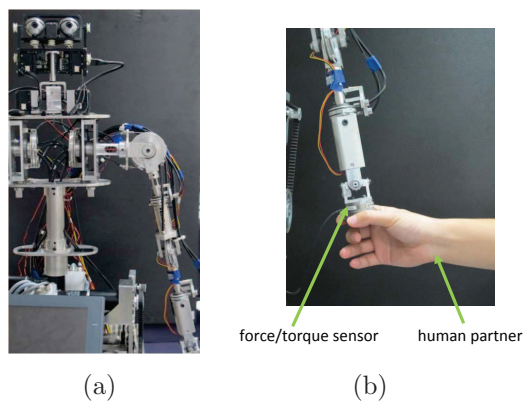 force/torque sensor
human partner
(a)
(b)